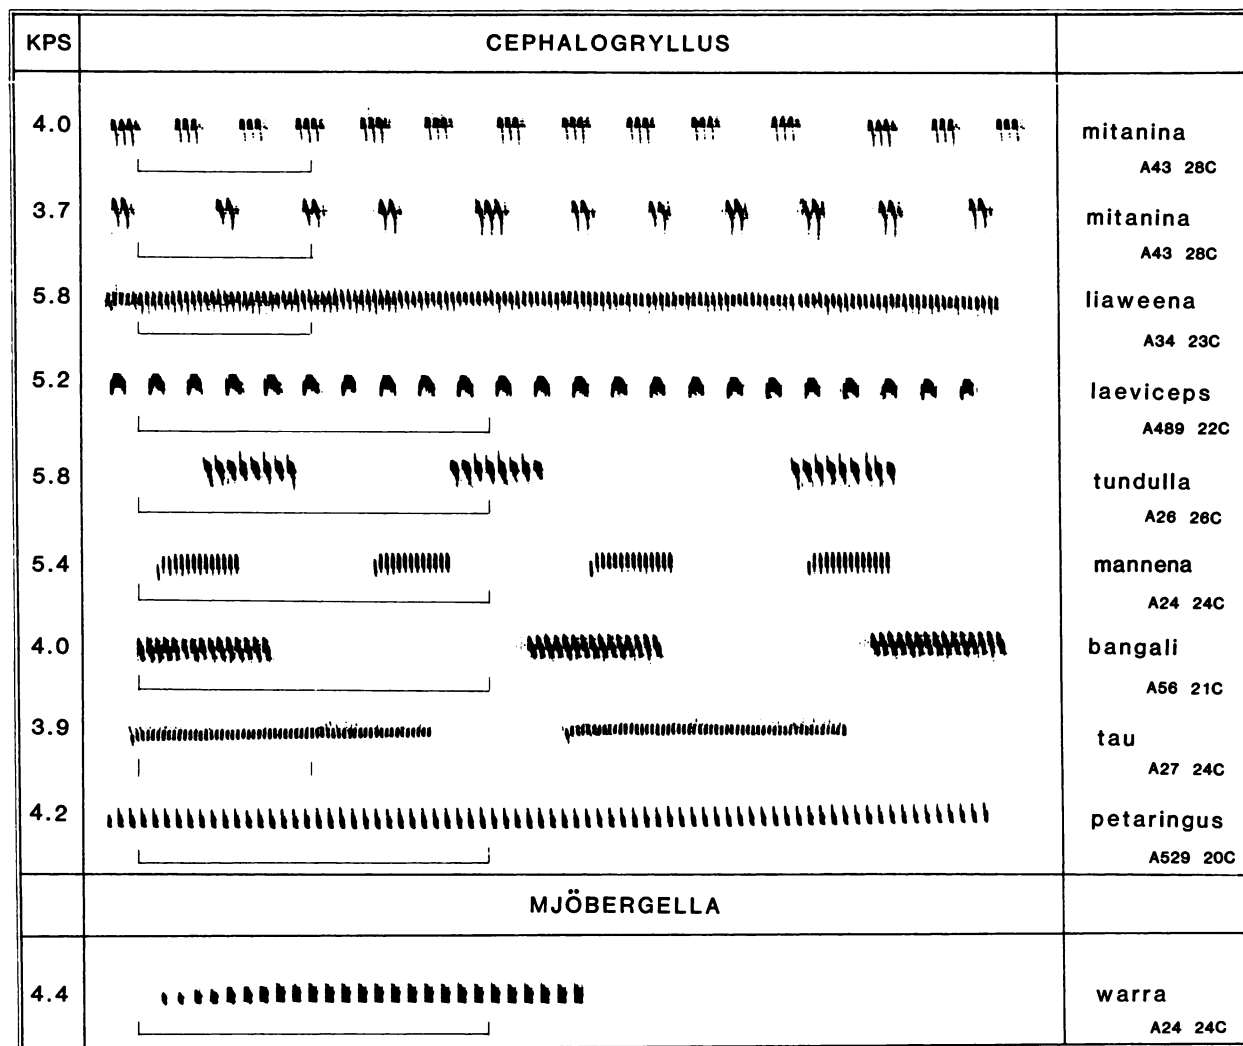 KPS CEPHALOGRYLLUS
4.0 mitanina
A43 28C
3.7 mitanina
A43 28C
5.8 liaweena
A34 23C
5.2 laeviceps
A489 22C
5.8 tundulla
A26 26C
5.4 mannena
A24 24C
4.0 bangali
A56 21C
3.9 tau
A27 24C
4.2 petaringus
A529 20C
MJÖBERGELLA
4.4 warra
A24 24C